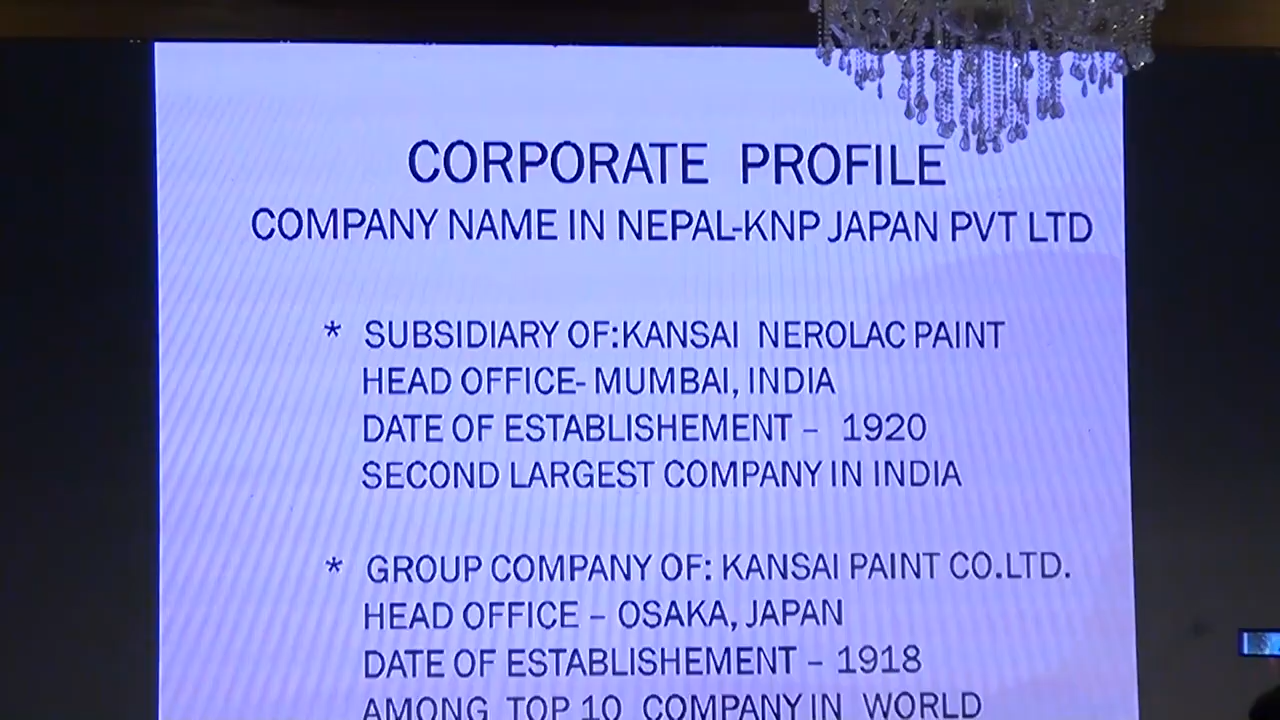 CORPORATE PROFILE
COMPANY NAME IN NEPAL-KNP JAPAN PVT LTD
* SUBSIDIARY OF:KANSAI NEROLAC PAINT
HEAD OFFICE- MUMBAI, INDIA
DATE OF ESTABLISHEMENT – 1920
SECOND LARGEST COMPANY IN INDIA
* GROUP COMPANY OF: KANSAI PAINT CO.LTD.
HEAD OFFICE – OSAKA, JAPAN
DATE OF ESTABLISHEMENT – 1918
AMONG TOP 10 COMPANY IN WORLD